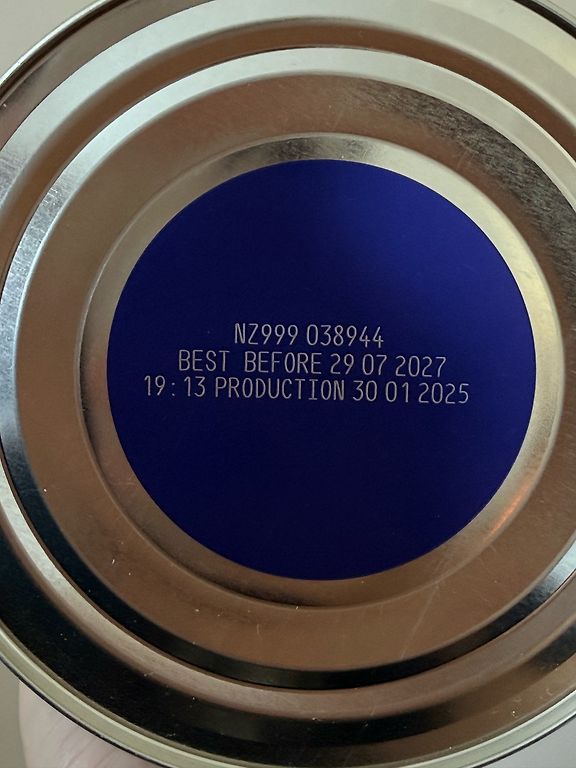 NZ999 038944
BEST BEFORE 29 07 2027
19:13 PRODUCTION 30 01 2025